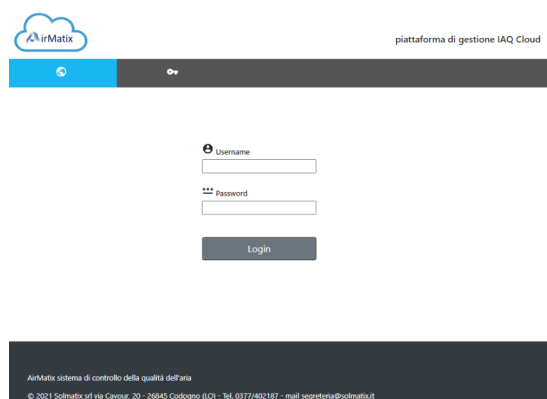 AirMatix
piattaforma di gestione IAQ Cloud
Username
Password
Login
AirMatix sistema di controllo della qualità dell'aria
© 2021 Solmatix srl via Cavour, 20 - 26845 Codogno (LO) - Tel. 0377/402187 - mail segreteria@solmatix.it